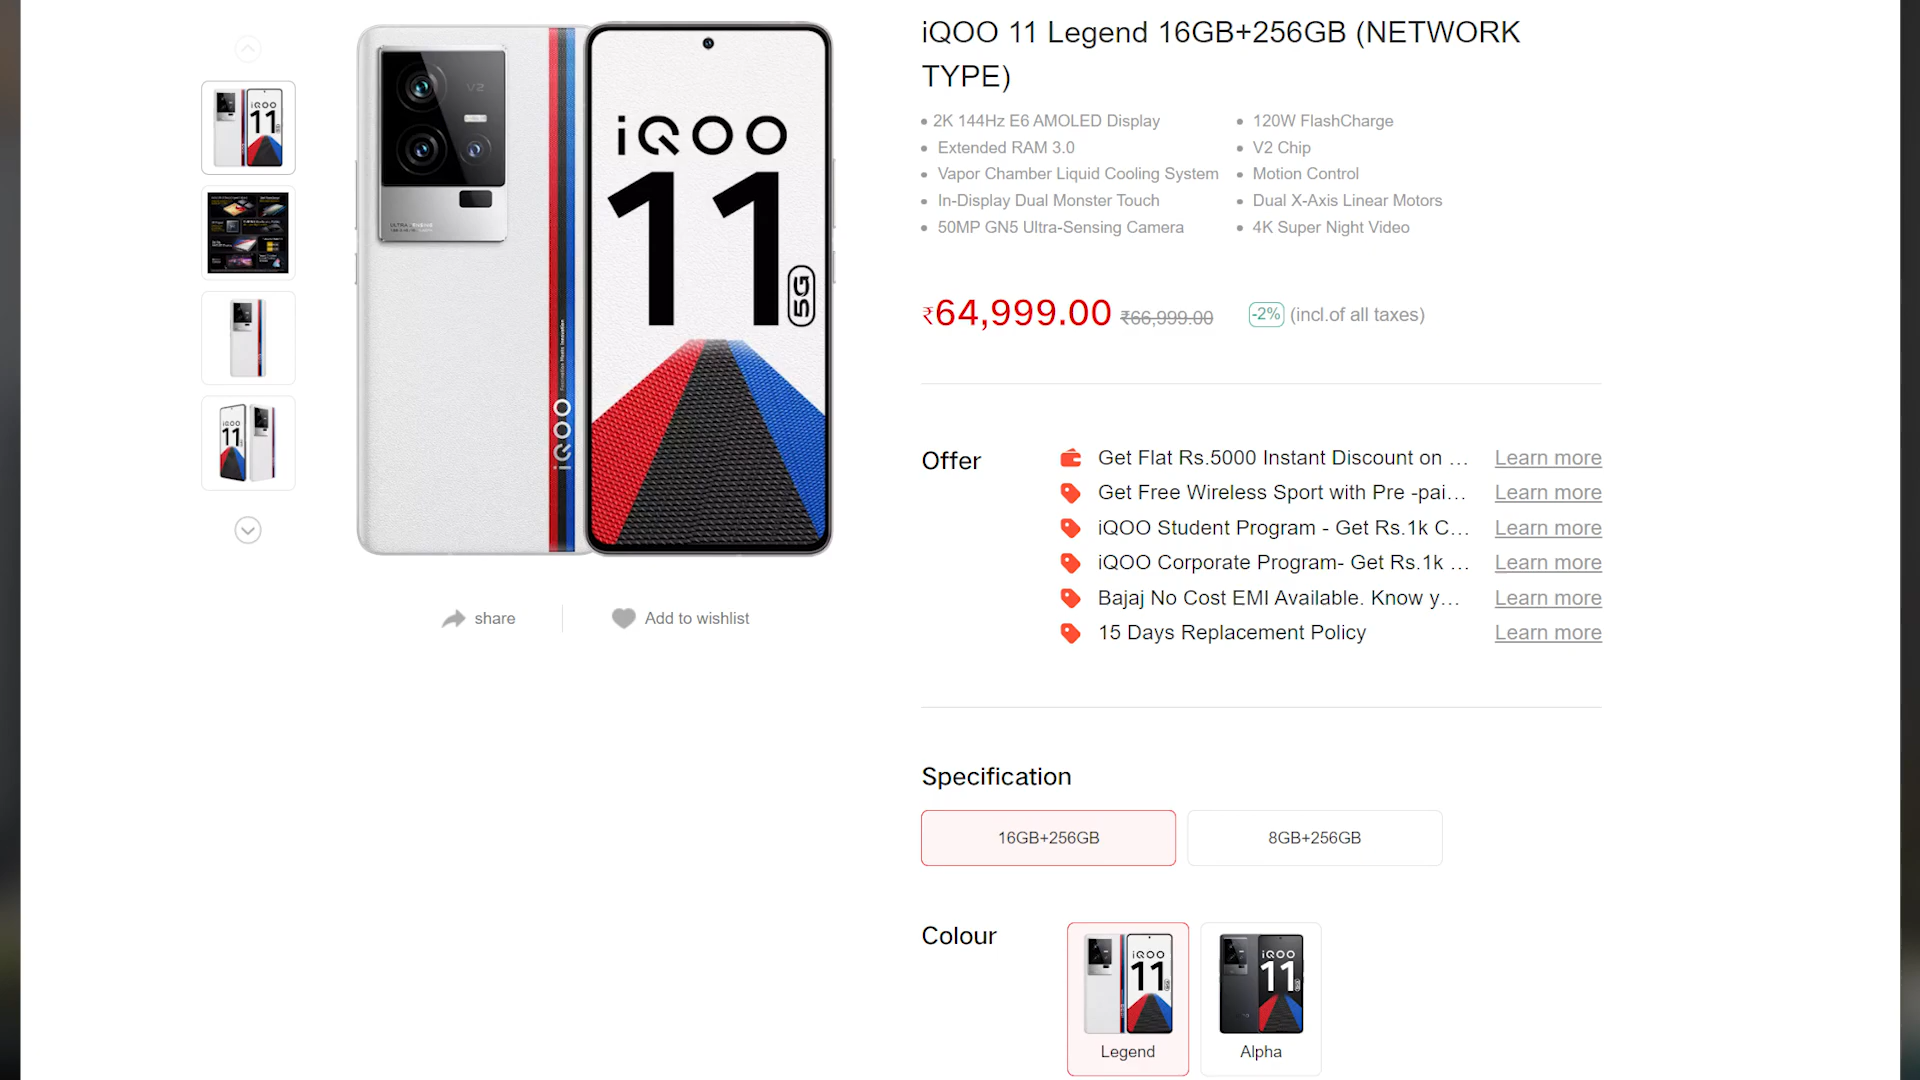 iQOO 11 Legend 16GB+256GB (NETWORK
TYPE)
2K 144Hz E6 AMOLED Display
120W FlashCharge
Extended RAM 3.0
V2 Chip
Vapor Chamber Liquid Cooling System
Motion Control
In-Display Dual Monster Touch
Dual X-Axis Linear Motors
50MP GN5 Ultra-Sensing Camera
4K Super Night Video
₹64,999.00 ₹66,999.00 -2% (incl.of all taxes)
V2
iQOO
iQOO
11
5G
share
Add to wishlist
Offer
Get Flat Rs.5000 Instant Discount on ... Learn more
Get Free Wireless Sport with Pre -pai... Learn more
iQOO Student Program - Get Rs.1k C... Learn more
iQOO Corporate Program- Get Rs.1k ... Learn more
Bajaj No Cost EMI Available. Know y... Learn more
15 Days Replacement Policy Learn more
Specification
16GB+256GB
8GB+256GB
Colour
iQOO
11
Legend
iQOO
11
Alpha